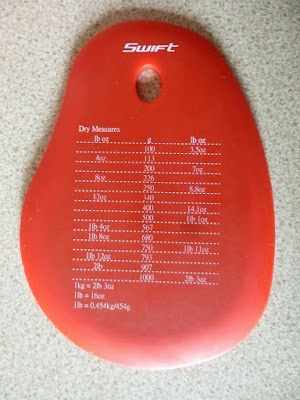 Swift
Dry Measures
lb oz g lb oz
100 3.5oz
4oz 113
200 7oz
8oz 226
250 8.8oz
12oz 340
400 14.1oz
500 1lb 1oz
1lb 4oz 567
1lb 8oz 680
750 1lb 11oz
1lb 12oz 793
2lb 907
1000 2lb 3oz
1kg = 2lb 3oz
1lb = 16oz
1lb = 0.454kg/454g